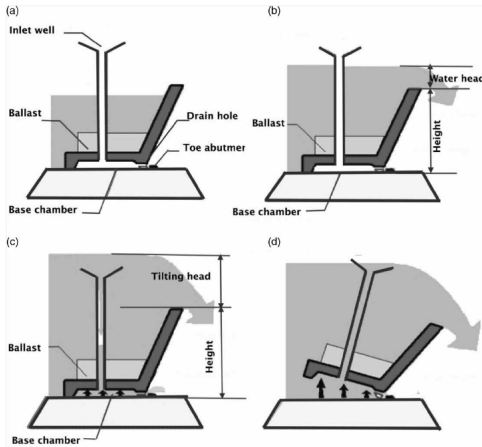 (a)
Inlet well
Ballast
Drain hole
Toe abutmer
Base chamber
(b)
Water head
Ballast
Height
Base chamber
(c)
Tilting head
Ballast
Height
Base chamber
(d)